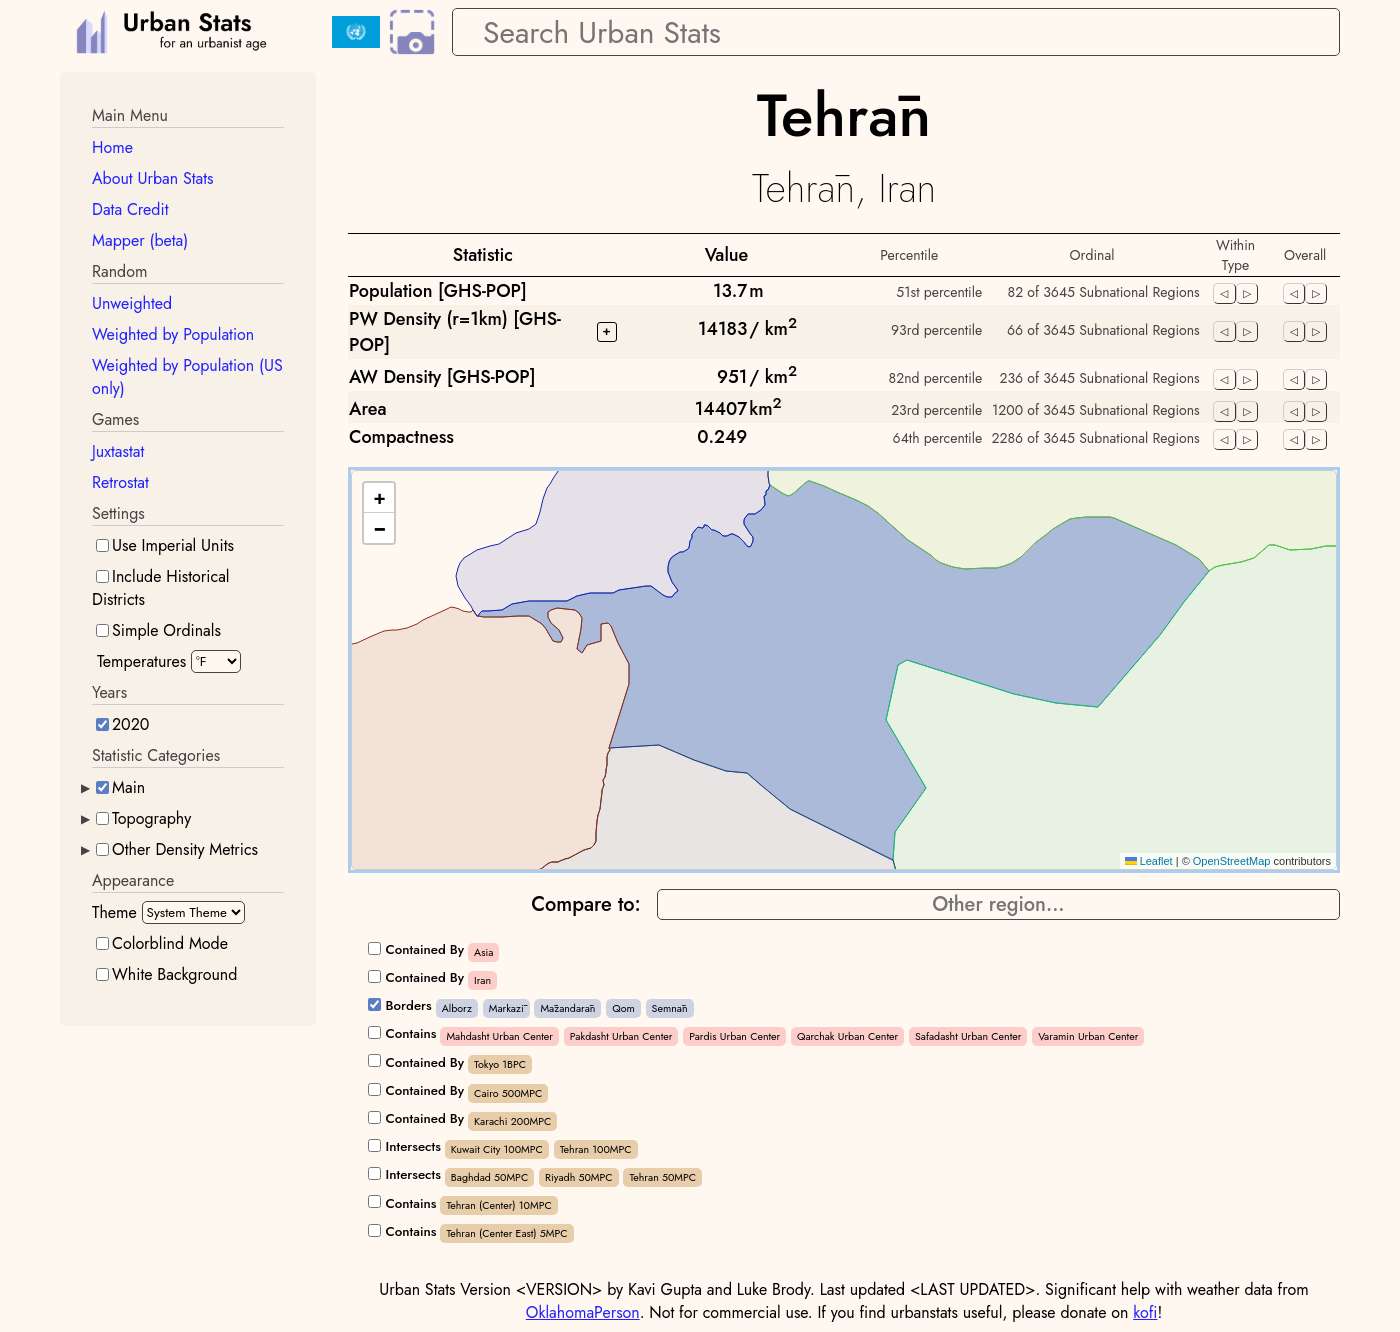 Urban Stats
for an urbanist age
Search Urban Stats
Main Menu
Home
About Urban Stats
Data Credit
Mapper (beta)
Random
Unweighted
Weighted by Population
Weighted by Population (US
only)
Games
Juxtastat
Retrostat
Settings
Use Imperial Units
Include Historical
Districts
Simple Ordinals
Temperatures °F
Years
2020
Statistic Categories
Main
Topography
Other Density Metrics
Appearance
Theme System Theme
Colorblind Mode
White Background
Tehrān
Tehrān, Iran
Statistic Value Percentile Ordinal Within Type Overall
Population [GHS-POP] 13.7 m 51st percentile 82 of 3645 Subnational Regions
PW Density (r=1km) [GHS-
POP] + 14183 / km² 93rd percentile 66 of 3645 Subnational Regions
AW Density [GHS-POP] 951 / km² 82nd percentile 236 of 3645 Subnational Regions
Area 14407 km² 23rd percentile 1200 of 3645 Subnational Regions
Compactness 0.249 64th percentile 2286 of 3645 Subnational Regions
+
−
Leaflet | © OpenStreetMap contributors
Compare to: Other region...
Contained By Asia
Contained By Iran
Borders Alborz Markazī Māzandarān Qom Semnān
Contains Mahdasht Urban Center Pakdasht Urban Center Pardis Urban Center Qarchak Urban Center Safadasht Urban Center Varamin Urban Center
Contained By Tokyo 1BPC
Contained By Cairo 500MPC
Contained By Karachi 200MPC
Intersects Kuwait City 100MPC Tehran 100MPC
Intersects Baghdad 50MPC Riyadh 50MPC Tehran 50MPC
Contains Tehran (Center) 10MPC
Contains Tehran (Center East) 5MPC
Urban Stats Version <VERSION> by Kavi Gupta and Luke Brody. Last updated <LAST UPDATED>. Significant help with weather data from
OklahomaPerson. Not for commercial use. If you find urbanstats useful, please donate on kofi!